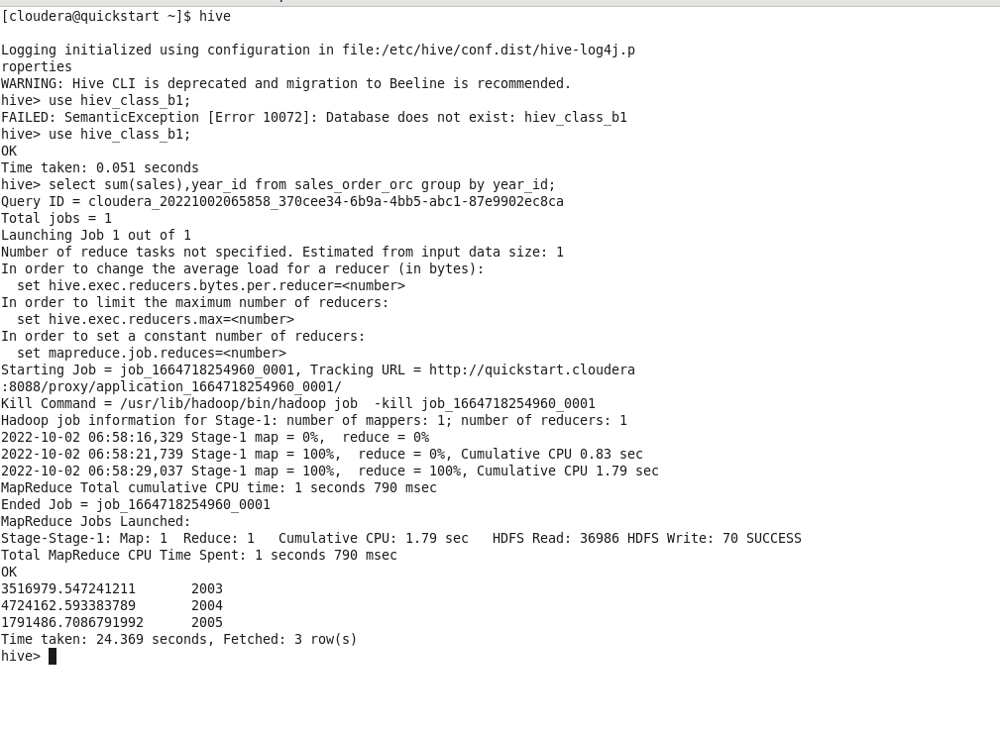 [cloudera@quickstart ~]$ hive
Logging initialized using configuration in file:/etc/hive/conf.dist/hive-log4j.p
roperties
WARNING: Hive CLI is deprecated and migration to Beeline is recommended.
hive> use hiev_class_b1;
FAILED: SemanticException [Error 10072]: Database does not exist: hiev_class_b1
hive> use hive_class_b1;
OK
Time taken: 0.051 seconds
hive> select sum(sales),year_id from sales_order_orc group by year_id;
Query ID = cloudera_20221002065858_370cee34-6b9a-4bb5-abc1-87e9902ec8ca
Total jobs = 1
Launching Job 1 out of 1
Number of reduce tasks not specified. Estimated from input data size: 1
In order to change the average load for a reducer (in bytes):
  set hive.exec.reducers.bytes.per.reducer=<number>
In order to limit the maximum number of reducers:
  set hive.exec.reducers.max=<number>
In order to set a constant number of reducers:
  set mapreduce.job.reduces=<number>
Starting Job = job_1664718254960_0001, Tracking URL = http://quickstart.cloudera
:8088/proxy/application_1664718254960_0001/
Kill Command = /usr/lib/hadoop/bin/hadoop job  -kill job_1664718254960_0001
Hadoop job information for Stage-1: number of mappers: 1; number of reducers: 1
2022-10-02 06:58:16,329 Stage-1 map = 0%,  reduce = 0%
2022-10-02 06:58:21,739 Stage-1 map = 100%,  reduce = 0%, Cumulative CPU 0.83 sec
2022-10-02 06:58:29,037 Stage-1 map = 100%,  reduce = 100%, Cumulative CPU 1.79 sec
MapReduce Total cumulative CPU time: 1 seconds 790 msec
Ended Job = job_1664718254960_0001
MapReduce Jobs Launched:
Stage-Stage-1: Map: 1  Reduce: 1   Cumulative CPU: 1.79 sec   HDFS Read: 36986 HDFS Write: 70 SUCCESS
Total MapReduce CPU Time Spent: 1 seconds 790 msec
OK
3516979.547241211       2003
4724162.593383789       2004
1791486.7086791992      2005
Time taken: 24.369 seconds, Fetched: 3 row(s)
hive>